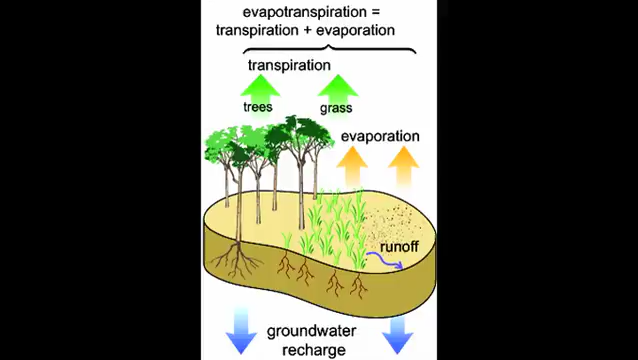 evapotranspiration =
transpiration + evaporation
transpiration
trees
grass
evaporation
runoff
groundwater
recharge